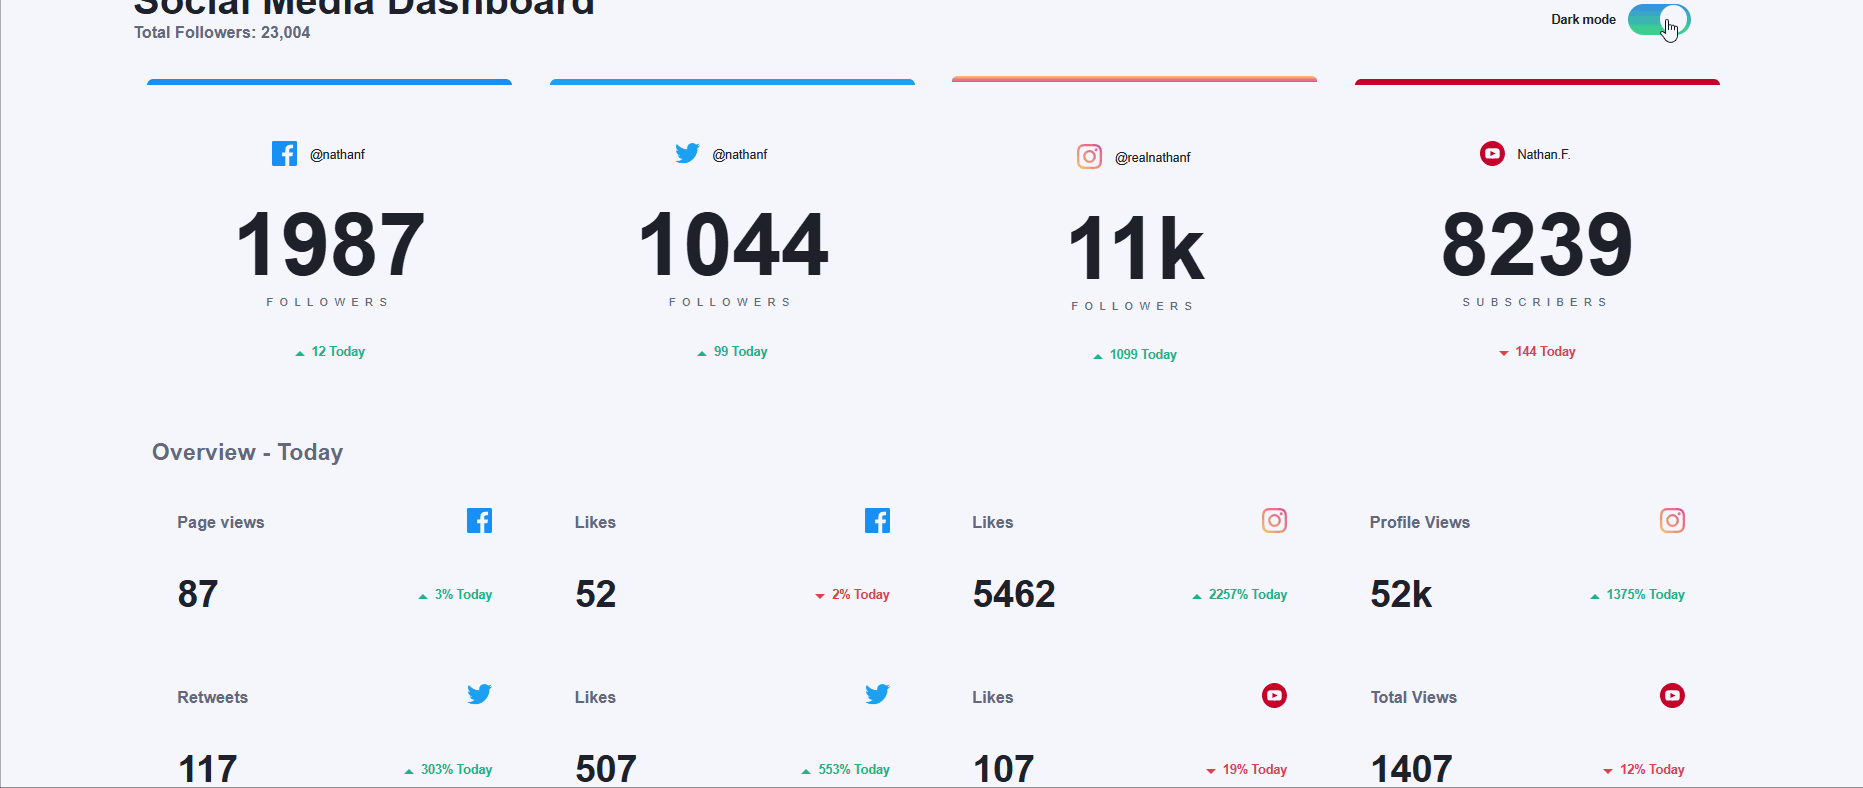 Social Media Dashboard
Total Followers: 23,004
Dark mode
@nathanf
1987
FOLLOWERS
12 Today
@nathanf
1044
FOLLOWERS
99 Today
@realnathanf
11k
FOLLOWERS
1099 Today
Nathan.F.
8239
SUBSCRIBERS
144 Today
Overview - Today
Page views
87
3% Today
Likes
52
2% Today
Likes
5462
2257% Today
Profile Views
52k
1375% Today
Retweets
117
303% Today
Likes
507
553% Today
Likes
107
19% Today
Total Views
1407
12% Today